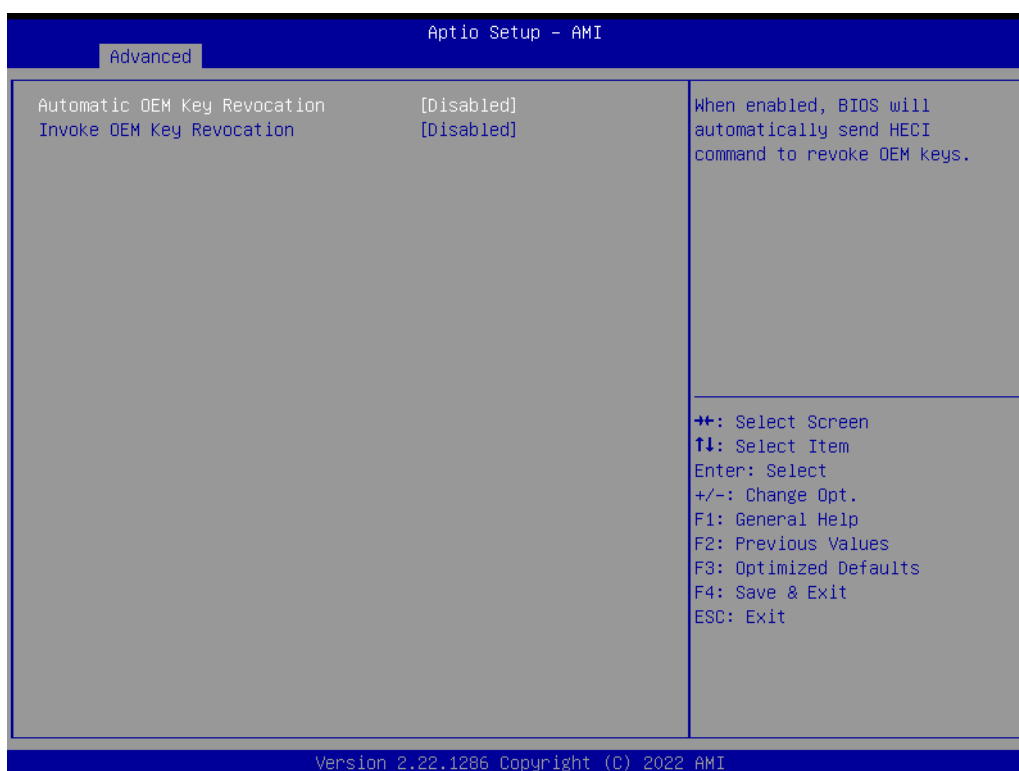 Aptio Setup - AMI
Advanced
Automatic OEM Key Revocation [Disabled]
Invoke OEM Key Revocation [Disabled]
When enabled, BIOS will
automatically send HECI
command to revoke OEM keys.
→←: Select Screen
↑↓: Select Item
Enter: Select
+/-: Change Opt.
F1: General Help
F2: Previous Values
F3: Optimized Defaults
F4: Save & Exit
ESC: Exit
Version 2.22.1286 Copyright (C) 2022 AMI